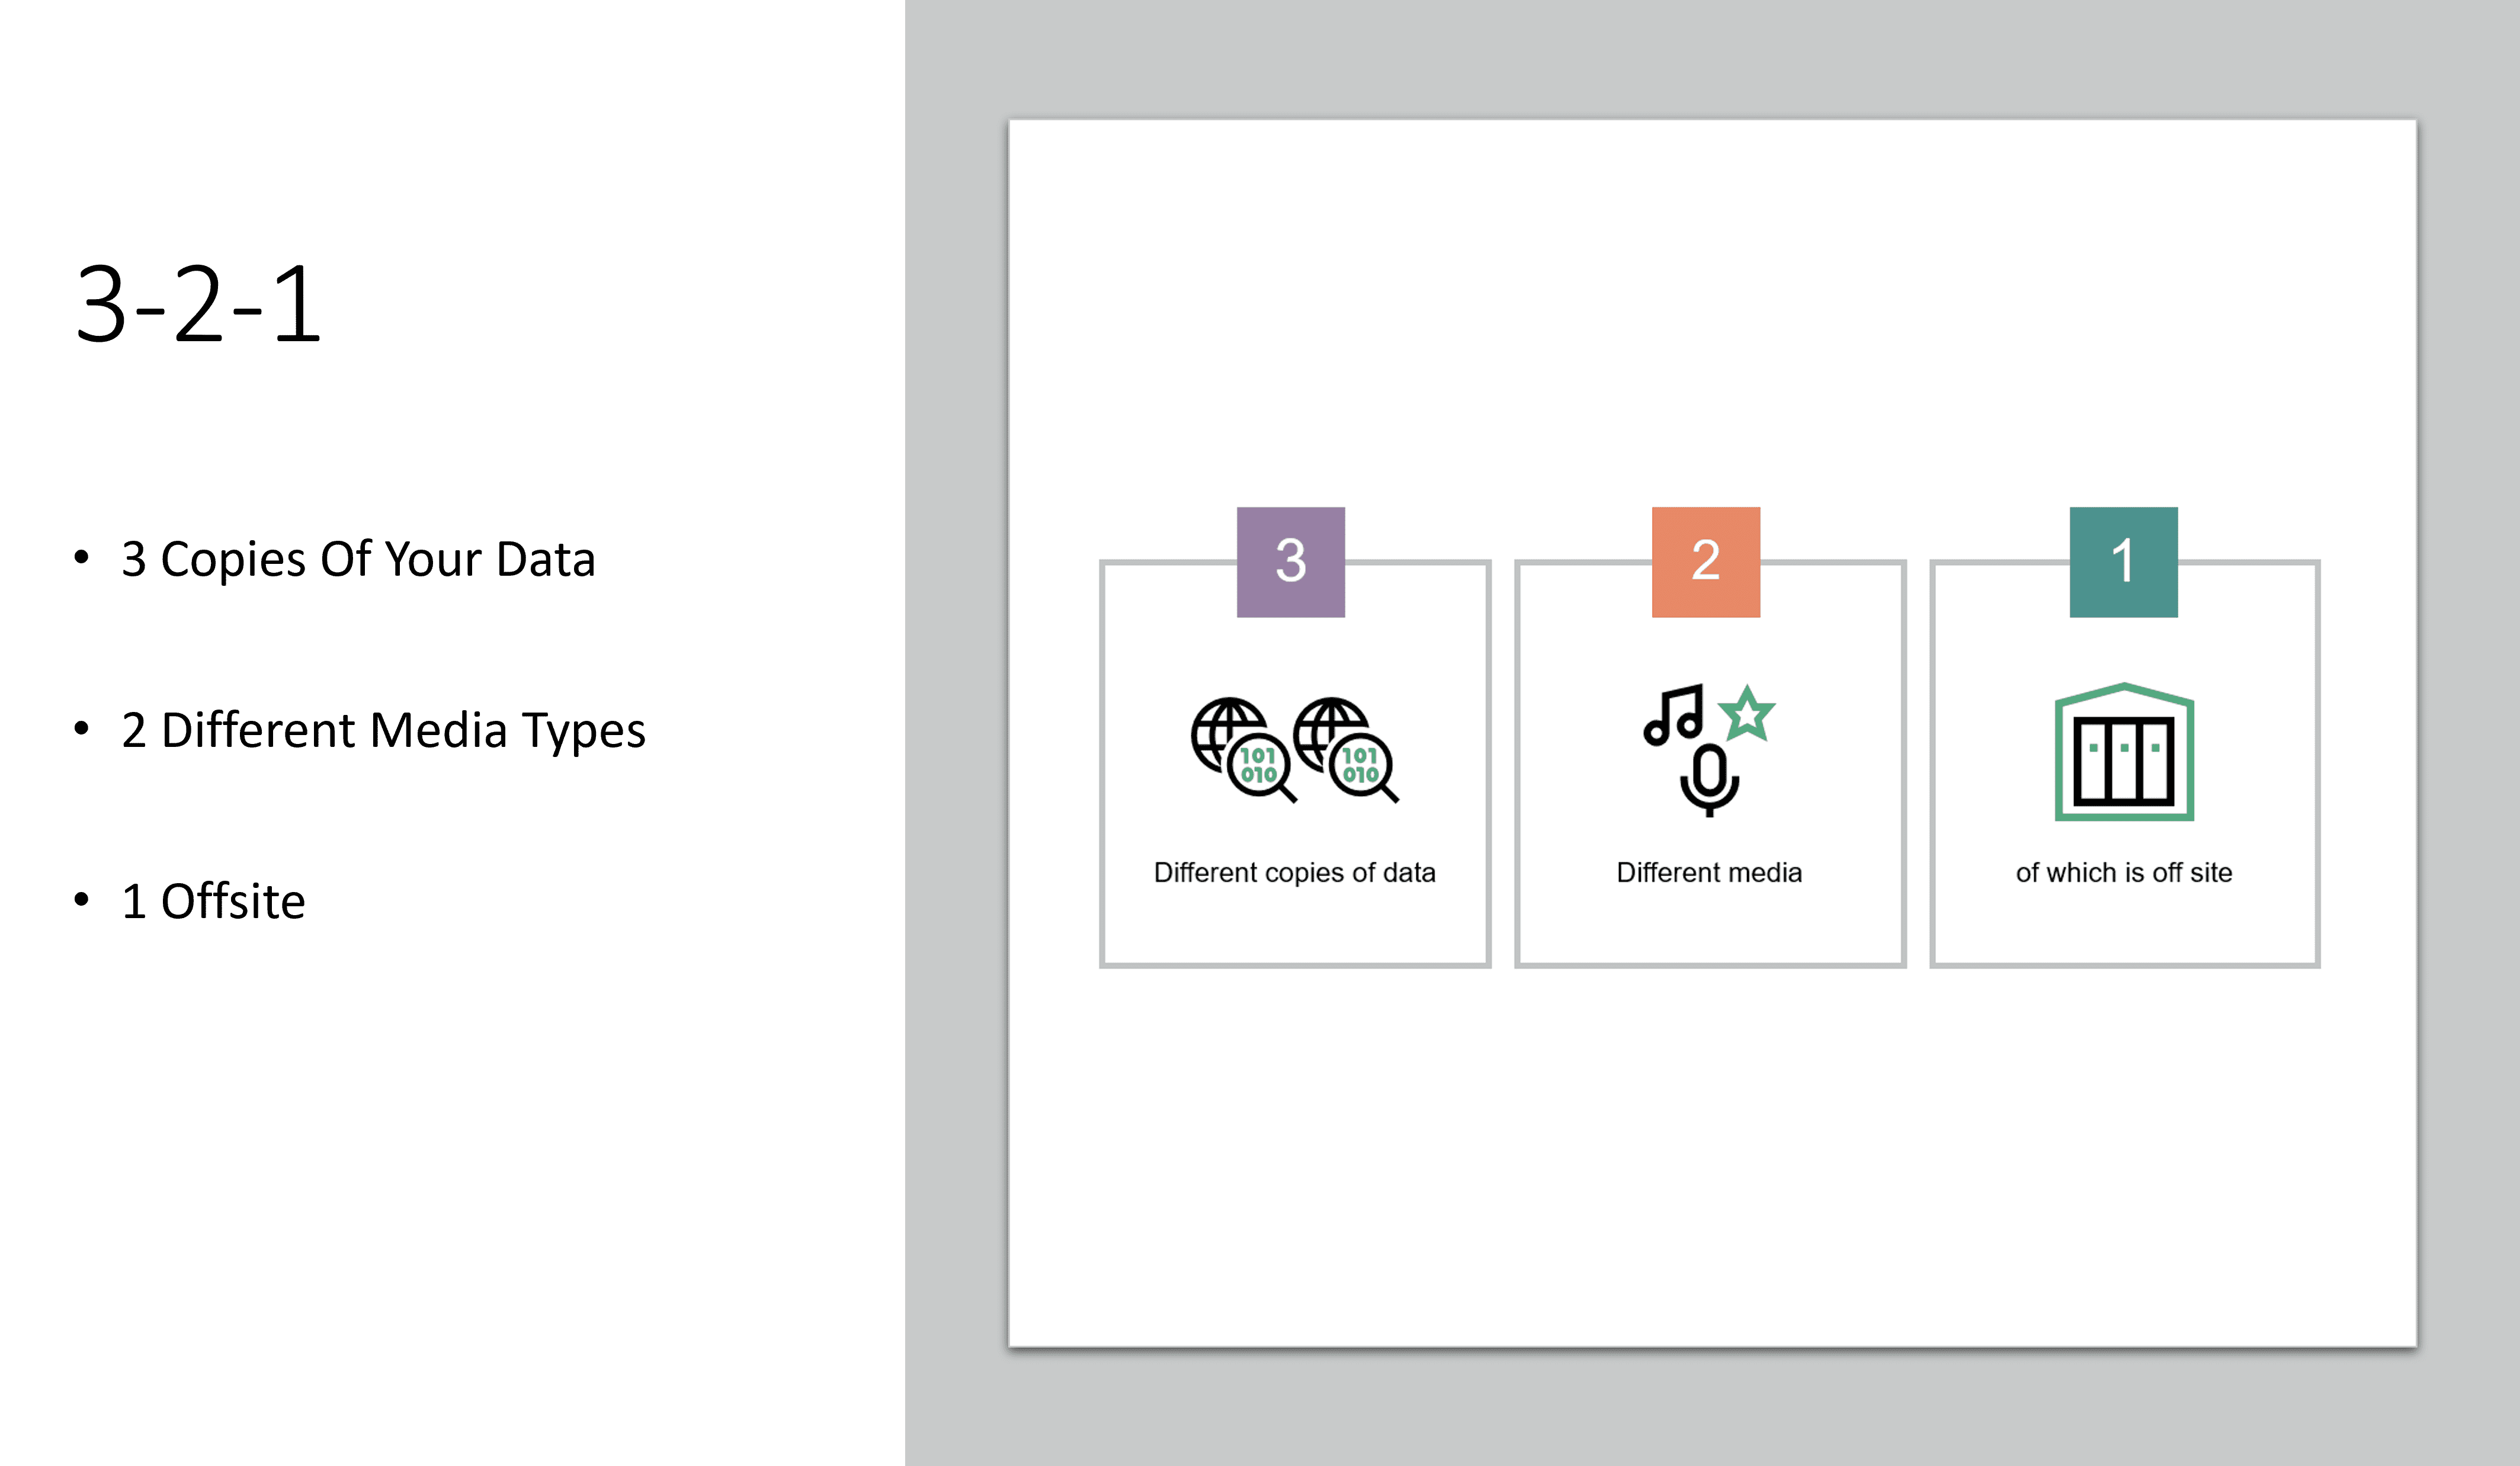 3-2-1
• 3 Copies Of Your Data
• 2 Different Media Types
• 1 Offsite
3
101
010
101
010
Different copies of data
2
Different media
1
of which is off site